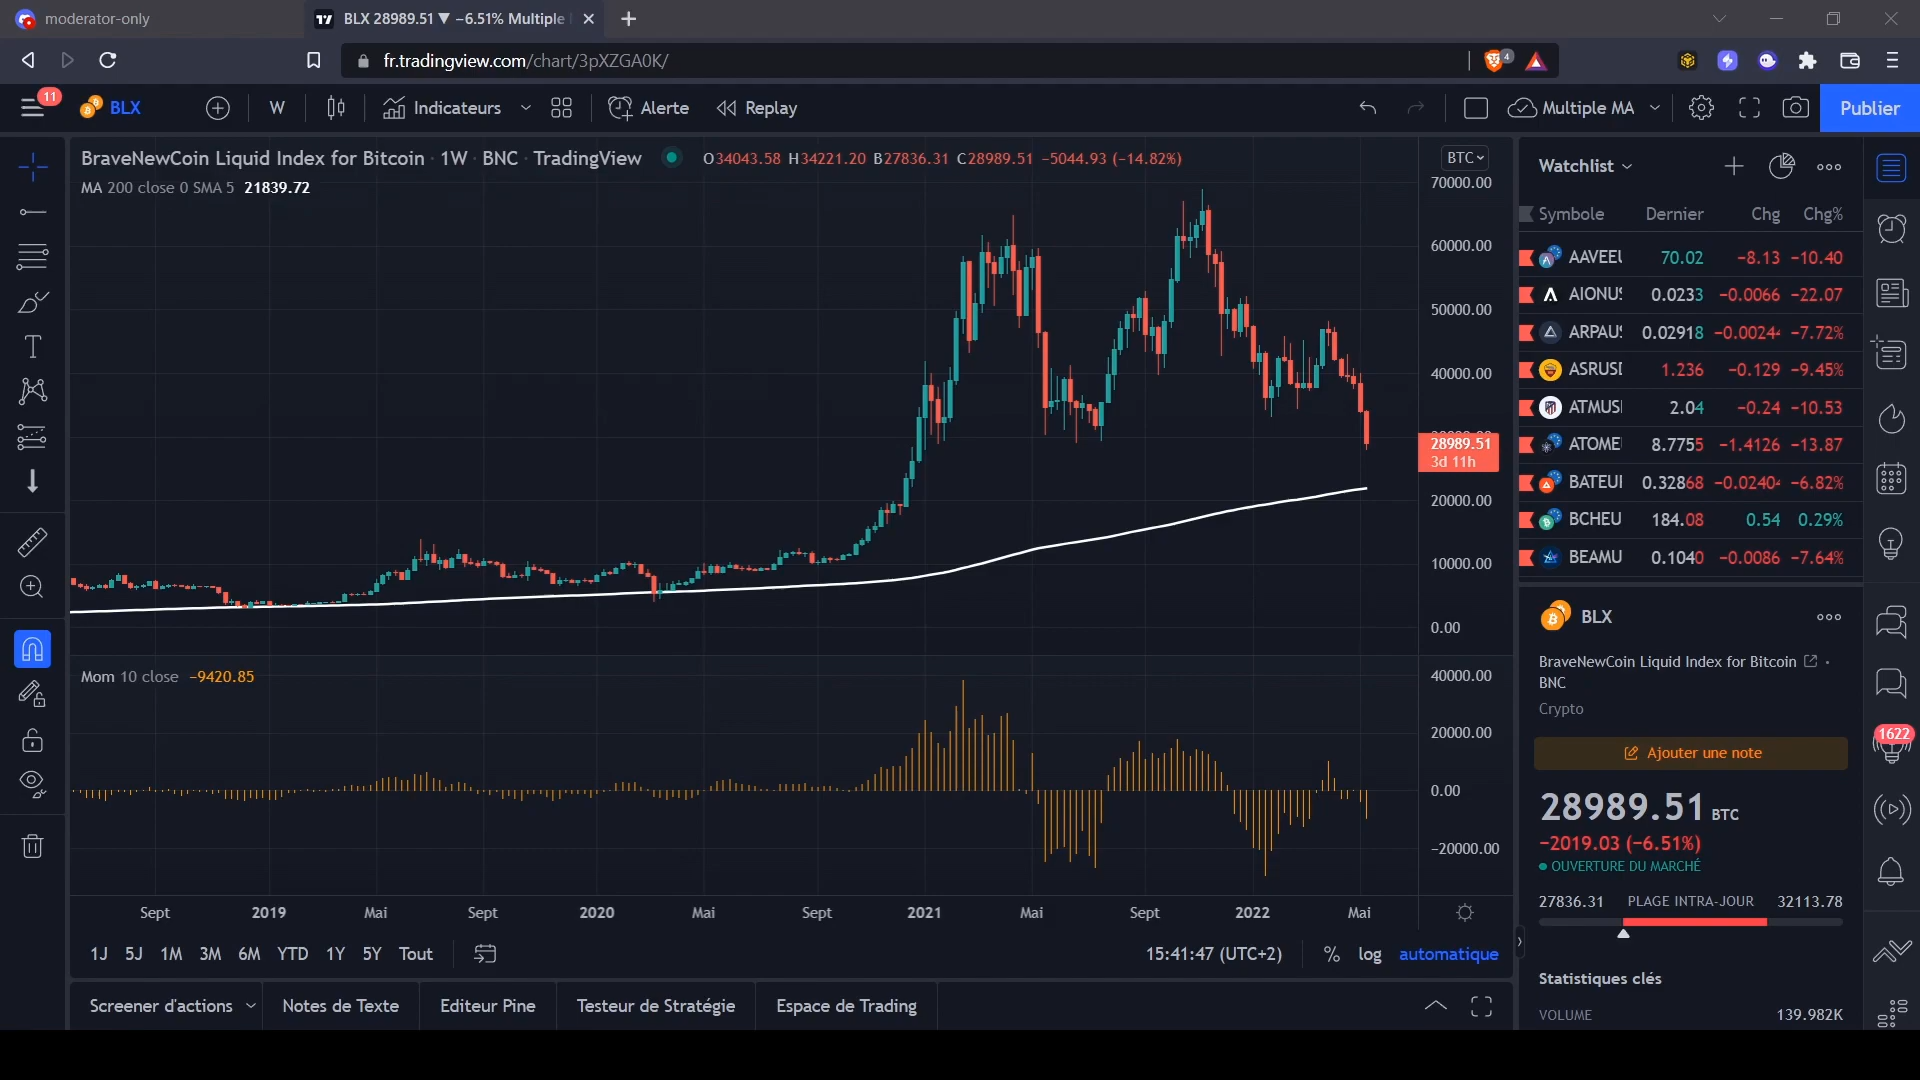 moderator-only
BLX 28989.51 ▼ −6.51% Multiple
4
fr.tradingview.com/chart/3pXZGA0K/
11
BLX
W
Indicateurs
Alerte
Replay
Multiple MA
Publier
BraveNewCoin Liquid Index for Bitcoin · 1W · BNC · TradingView
O34043.58 H34221.20 B27836.31 C28989.51 −5044.93 (−14.82%)
MA 200 close 0 SMA 5 21839.72
BTC
70000.00
60000.00
50000.00
40000.00
28989.51
3d 11h
20000.00
10000.00
0.00
Mom 10 close −9420.85
40000.00
20000.00
0.00
−20000.00
Sept 2019 Mai Sept 2020 Mai Sept 2021 Mai Sept 2022 Mai
1J 5J 1M 3M 6M YTD 1Y 5Y Tout
15:41:47 (UTC+2)
% log automatique
Screener d'actions
Notes de Texte
Editeur Pine
Testeur de Stratégie
Espace de Trading
Watchlist
Symbole Dernier Chg Chg%
AAVEEU 70.02 −8.13 −10.40
AIONUS 0.0233 −0.0066 −22.07
ARPAUS 0.02918 −0.00244 −7.72%
ASRUSD 1.236 −0.129 −9.45%
ATMUSD 2.04 −0.24 −10.53
ATOMEU 8.7755 −1.4126 −13.87
BATEUR 0.32868 −0.02404 −6.82%
BCHEU 184.08 0.54 0.29%
BEAMU 0.1040 −0.0086 −7.64%
BLX
BraveNewCoin Liquid Index for Bitcoin ·
BNC
Crypto
Ajouter une note
28989.51 BTC
−2019.03 (−6.51%)
OUVERTURE DU MARCHÉ
27836.31 PLAGE INTRA-JOUR 32113.78
Statistiques clés
VOLUME 139.982K
1622